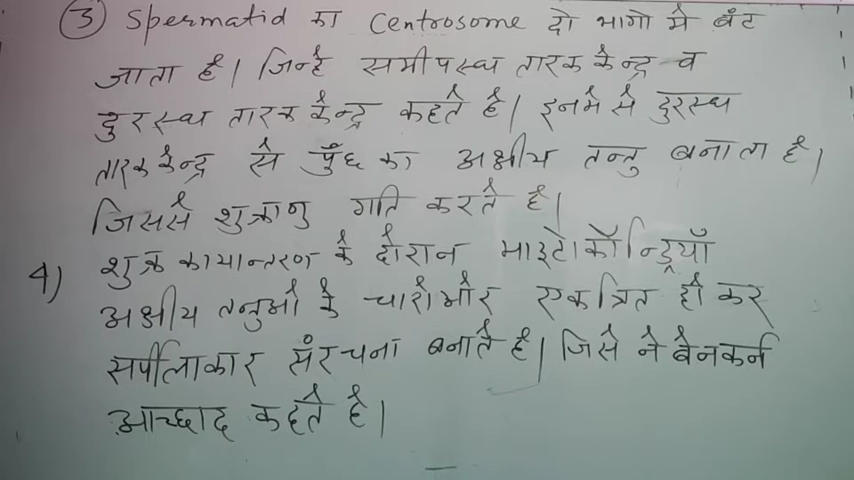 ③ Spermatid का Centrosome दो भागो मे बंट
जाता है। जिन्हे समीपस्थ तारक केन्द्र व
दुरस्थ तारक केन्द्र कहते है। इनमे से दुरस्थ
तारक केन्द्र से पुँछ का अक्षीय तन्तु बनाता है।
जिससे शुक्राणु गति करते है।
4) शुक्र कायान्तरण के दौरान माइटोकॉन्ड्रियाँ
अक्षीय तन्तुओ के चारोओर एकत्रित हो कर
सर्पीलाकार संरचना बनाते है। जिसे ने बेनकर्न
आच्छाद कहते है।